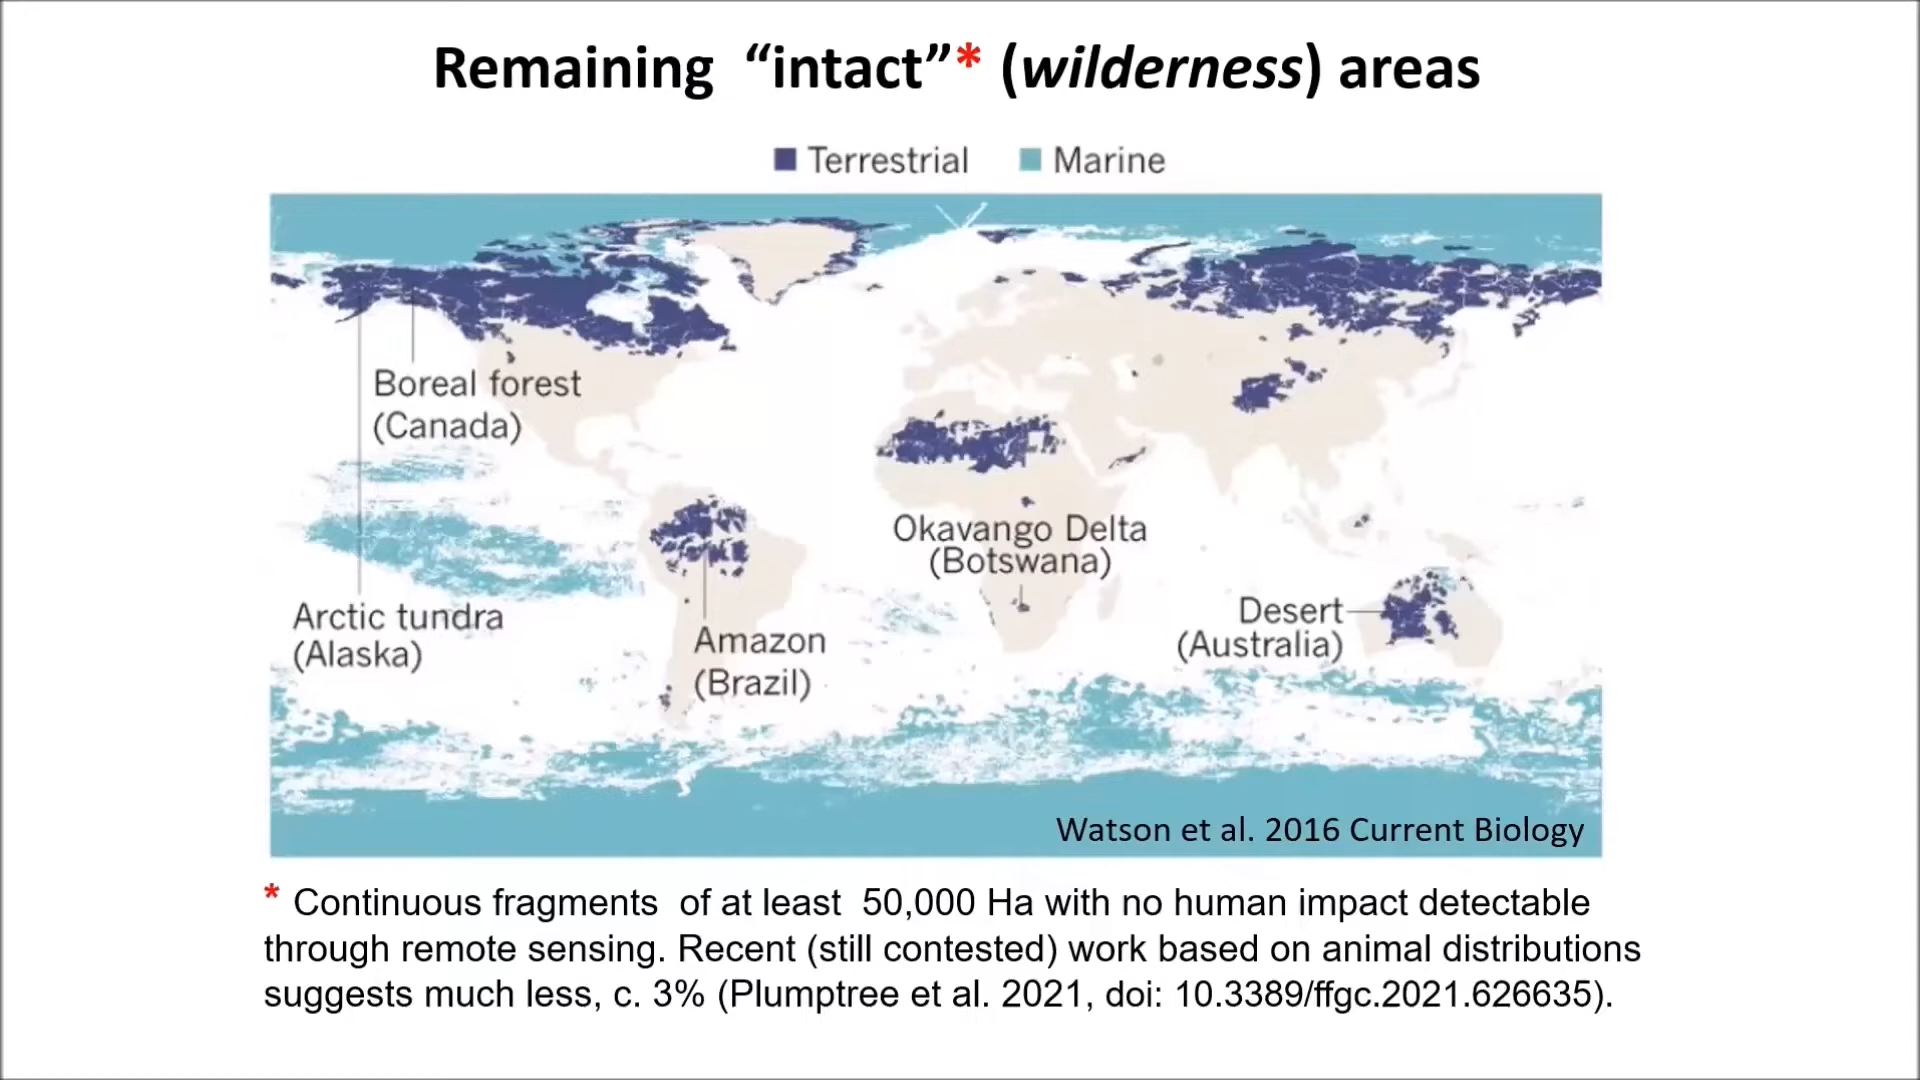 Remaining “intact”* (wilderness) areas
Terrestrial
Marine
Boreal forest
(Canada)
Okavango Delta
(Botswana)
Arctic tundra
(Alaska)
Desert
(Australia)
Amazon
(Brazil)
Watson et al. 2016 Current Biology
* Continuous fragments of at least 50,000 Ha with no human impact detectable
through remote sensing. Recent (still contested) work based on animal distributions
suggests much less, c. 3% (Plumptree et al. 2021, doi: 10.3389/ffgc.2021.626635).